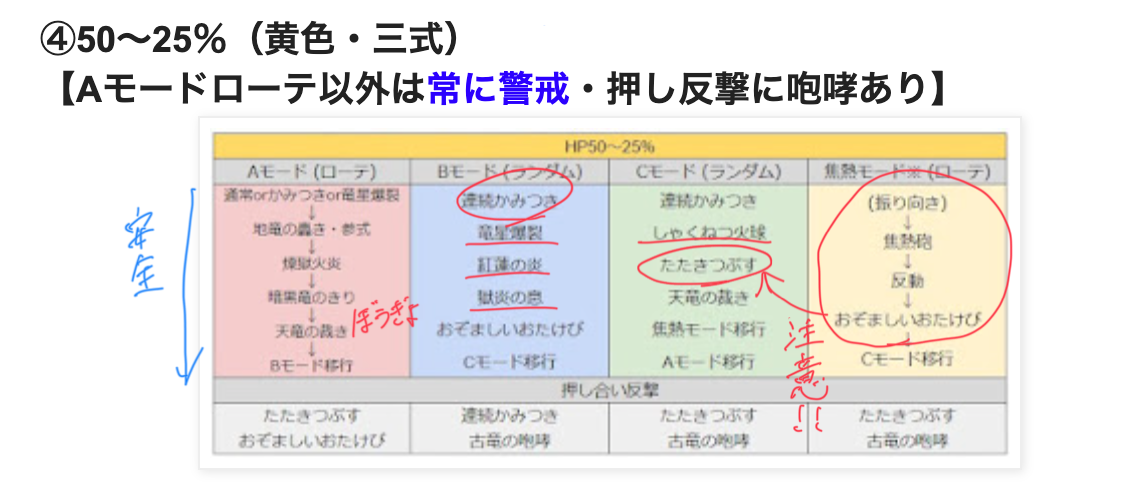 ④50〜25%（黄色・三式）
【Aモードローテ以外は常に警戒・押し反撃に咆哮あり】
HP50〜25%
Aモード (ローテ)
Bモード (ランダム)
Cモード (ランダム)
焦熱モード※ (ローテ)
通常orかみつきor竜星爆裂
↓
地竜の轟き・参式
↓
煉獄火炎
↓
暗黒竜のきり
↓
天竜の裁き
↓
Bモード移行
連続かみつき
竜星爆裂
紅蓮の炎
獄炎の息
おぞましいおたけび
Cモード移行
連続かみつき
しゃくねつ火球
たたきつぶす
天竜の裁き
焦熱モード移行
Aモード移行
(振り向き)
↓
焦熱砲
↓
反動
↓
おぞましいおたけび
↓
Cモード移行
安全
ぼうぎょ
注意!!
押し合い反撃
たたきつぶす
おぞましいおたけび
連続かみつき
古竜の咆哮
たたきつぶす
古竜の咆哮
たたきつぶす
古竜の咆哮